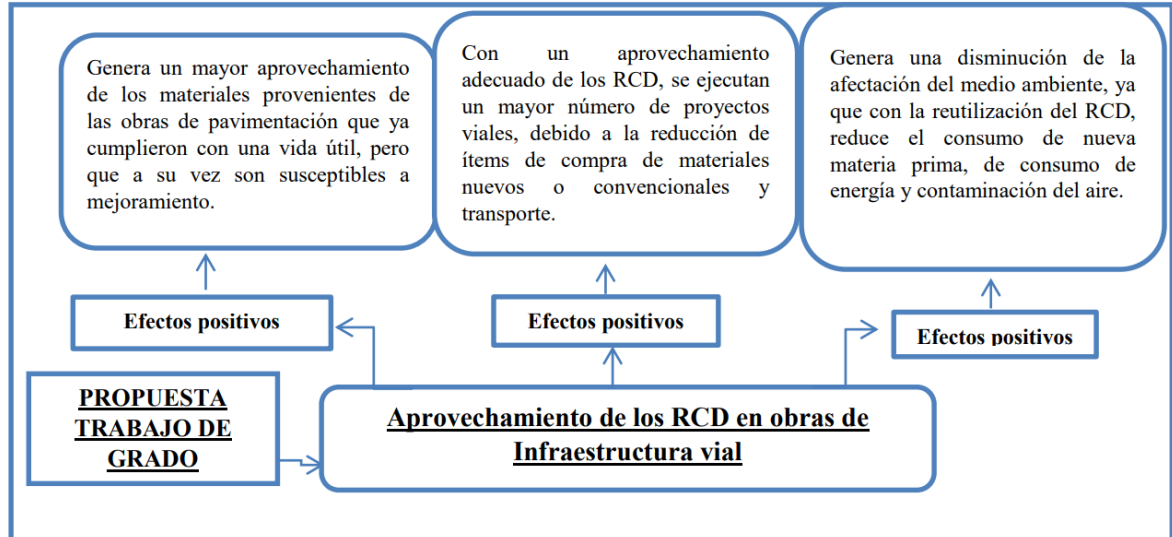 Genera un mayor aprovechamiento
de los materiales provenientes de
las obras de pavimentación que ya
cumplieron con una vida útil, pero
que a su vez son susceptibles a
mejoramiento.
Con un aprovechamiento
adecuado de los RCD, se ejecutan
un mayor número de proyectos
viales, debido a la reducción de
ítems de compra de materiales
nuevos o convencionales y
transporte.
Genera una disminución de la
afectación del medio ambiente, ya
que con la reutilización del RCD,
reduce el consumo de nueva
materia prima, de consumo de
energía y contaminación del aire.
Efectos positivos
Efectos positivos
Efectos positivos
PROPUESTA
TRABAJO DE
GRADO
Aprovechamiento de los RCD en obras de
Infraestructura vial